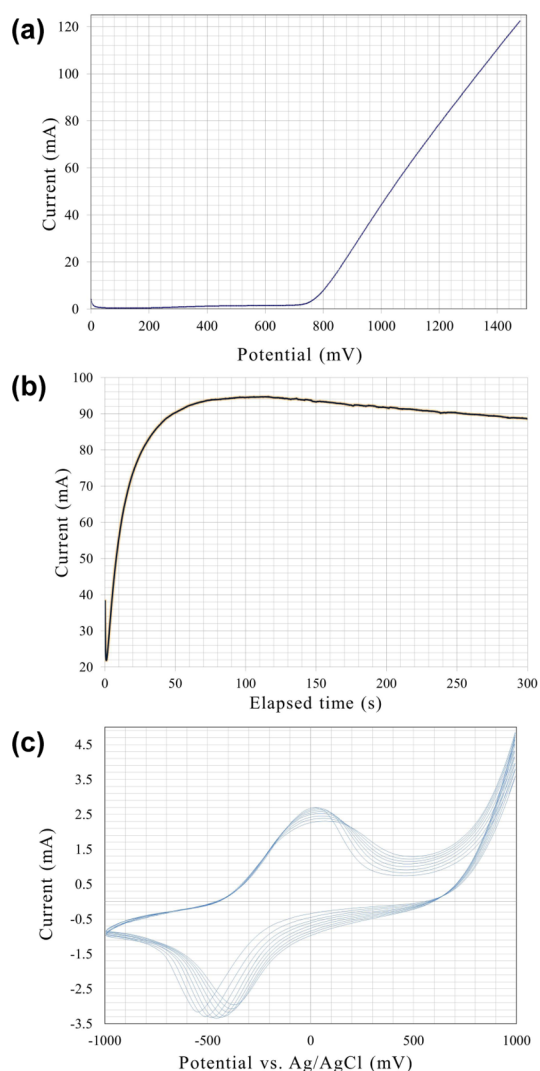 (a)
120
100
80
60
40
20
0
Current (mA)
0 200 400 600 800 1000 1200 1400
Potential (mV)
(b)
100
90
80
70
60
50
40
30
20
Current (mA)
0 50 100 150 200 250 300
Elapsed time (s)
(c)
4.5
3.5
2.5
1.5
-0.5
-1.5
-2.5
-3.5
Current (mA)
-1000 -500 0 500 1000
Potential vs. Ag/AgCl (mV)